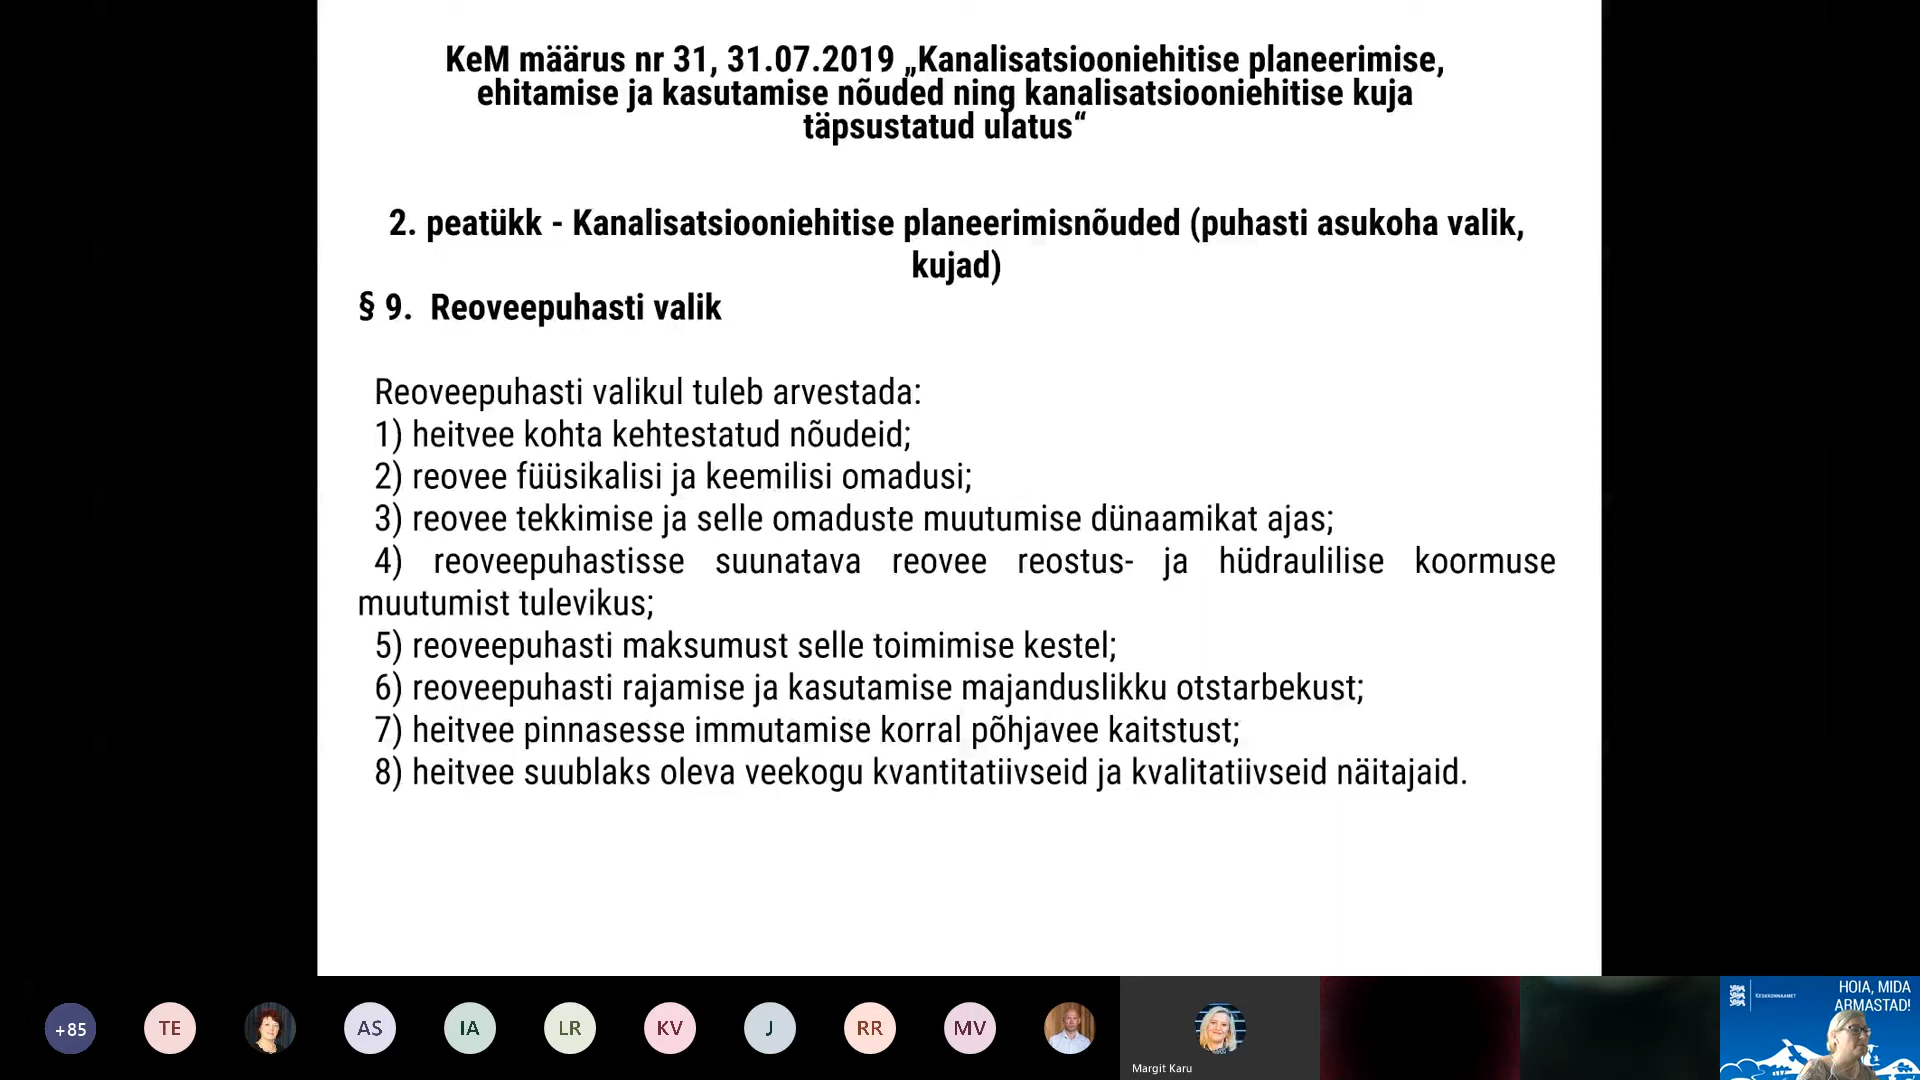 KeM määrus nr 31, 31.07.2019 „Kanalisatsiooniehitise planeerimise,
ehitamise ja kasutamise nõuded ning kanalisatsiooniehitise kuja
täpsustatud ulatus“
2. peatükk - Kanalisatsiooniehitise planeerimisnõuded (puhasti asukoha valik,
kujad)
§ 9. Reoveepuhasti valik
Reoveepuhasti valikul tuleb arvestada:
1) heitvee kohta kehtestatud nõudeid;
2) reovee füüsikalisi ja keemilisi omadusi;
3) reovee tekkimise ja selle omaduste muutumise dünaamikat ajas;
4) reoveepuhastisse suunatava reovee reostus- ja hüdraulilise koormuse
muutumist tulevikus;
5) reoveepuhasti maksumust selle toimimise kestel;
6) reoveepuhasti rajamise ja kasutamise majanduslikku otstarbekust;
7) heitvee pinnasesse immutamise korral põhjavee kaitstust;
8) heitvee suublaks oleva veekogu kvantitatiivseid ja kvalitatiivseid näitajaid.
+85
TE
AS
IA
LR
KV
J
RR
MV
Margit Karu
KESKKONNAAMET
HOIA, MIDA
ARMASTAD!